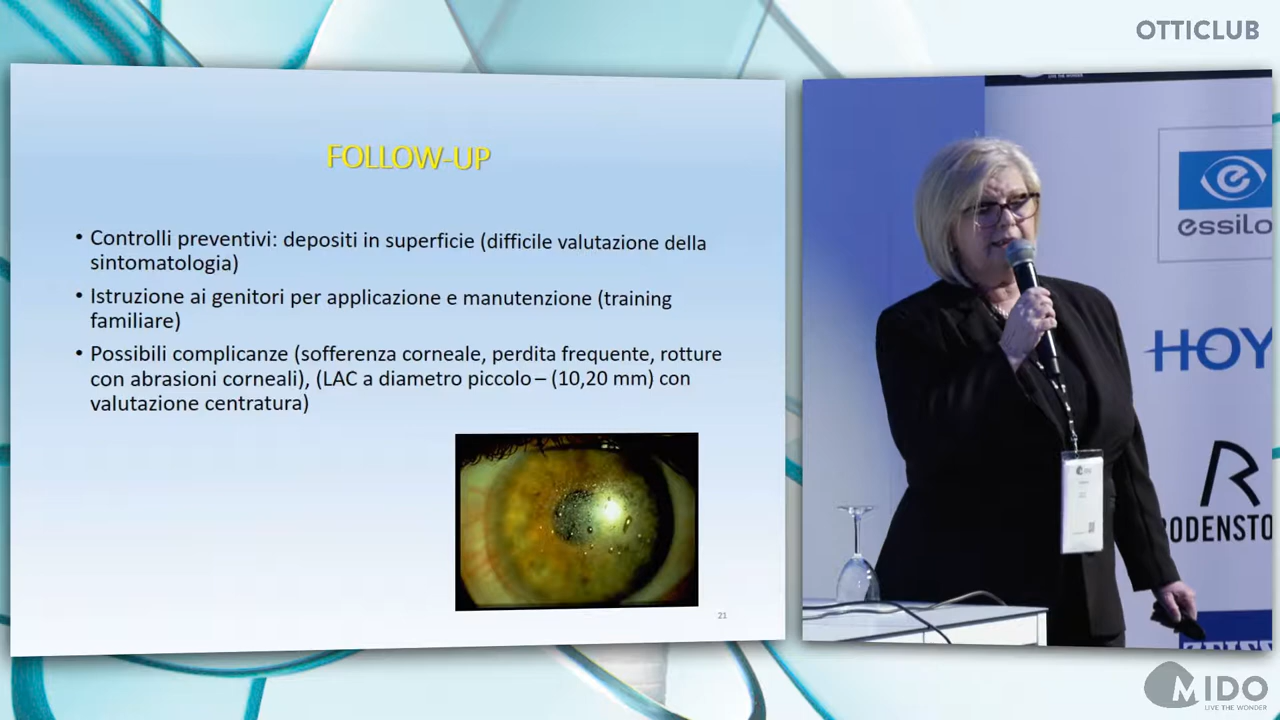 OTTICLUB
FOLLOW-UP
• Controlli preventivi: depositi in superficie (difficile valutazione della
sintomatologia)
• Istruzione ai genitori per applicazione e manutenzione (training
familiare)
• Possibili complicanze (sofferenza corneale, perdita frequente, rotture
con abrasioni corneali), (LAC a diametro piccolo – (10,20 mm) con
valutazione centratura)
21
essilo
HOY
RODENSTO
MIDO
LIVE THE WONDER